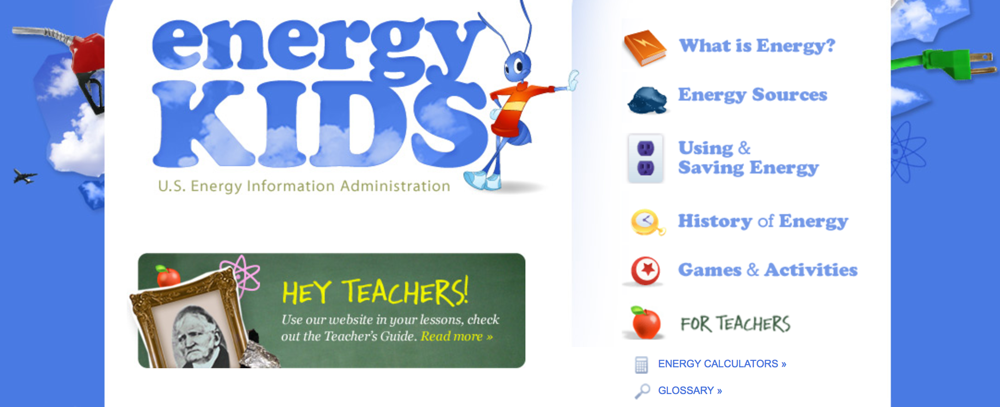 energy
KIDS
U.S. Energy Information Administration
HEY TEACHERS!
Use our website in your lessons, check
out the Teacher's Guide. Read more »
What is Energy?
Energy Sources
Using &
Saving Energy
History of Energy
Games & Activities
FOR TEACHERS
ENERGY CALCULATORS »
GLOSSARY »